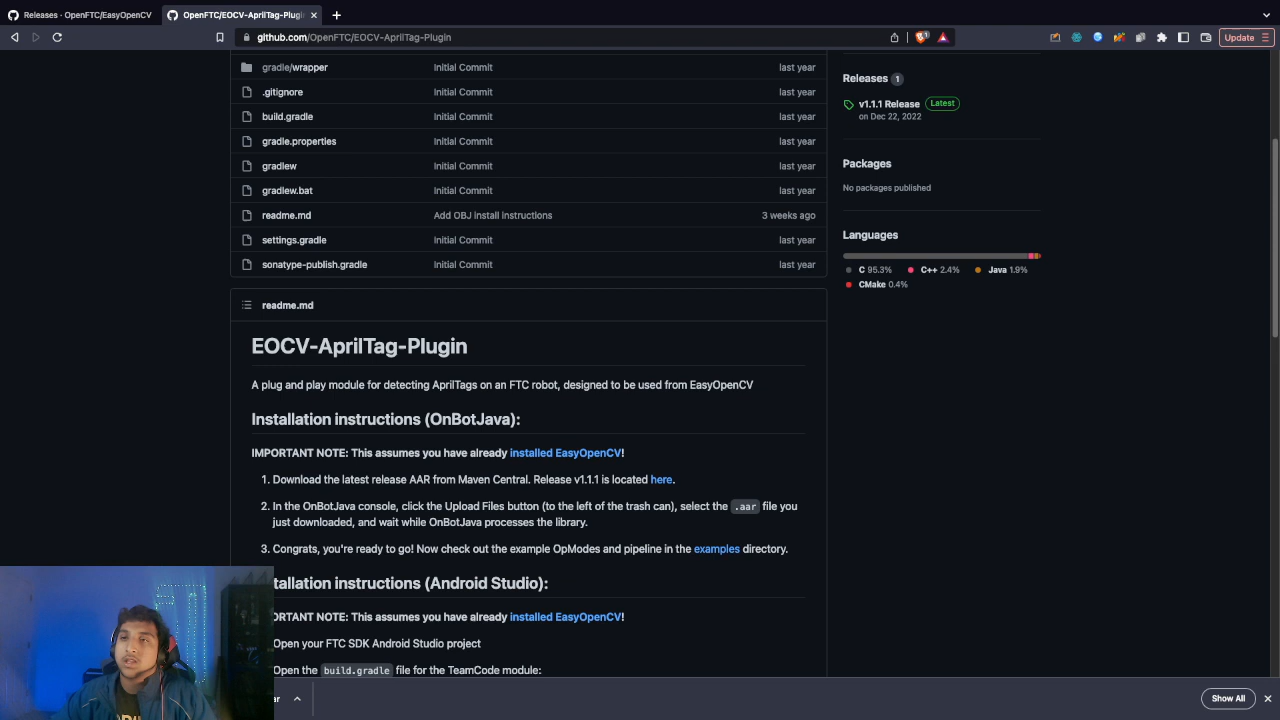 Releases · OpenFTC/EasyOpenCV
OpenFTC/EOCV-AprilTag-Plugin
github.com/OpenFTC/EOCV-AprilTag-Plugin
1
Update
gradle/wrapper Initial Commit last year
.gitignore Initial Commit last year
build.gradle Initial Commit last year
gradle.properties Initial Commit last year
gradlew Initial Commit last year
gradlew.bat Initial Commit last year
readme.md Add OBJ install instructions 3 weeks ago
settings.gradle Initial Commit last year
sonatype-publish.gradle Initial Commit last year
readme.md
EOCV-AprilTag-Plugin
A plug and play module for detecting AprilTags on an FTC robot, designed to be used from EasyOpenCV
Installation instructions (OnBotJava):
IMPORTANT NOTE: This assumes you have already installed EasyOpenCV!
1. Download the latest release AAR from Maven Central. Release v1.1.1 is located here.
2. In the OnBotJava console, click the Upload Files button (to the left of the trash can), select the .aar file you
just downloaded, and wait while OnBotJava processes the library.
3. Congrats, you're ready to go! Now check out the example OpModes and pipeline in the examples directory.
tallation instructions (Android Studio):
PORTANT NOTE: This assumes you have already installed EasyOpenCV!
Open your FTC SDK Android Studio project
Open the build.gradle file for the TeamCode module:
Releases 1
v1.1.1 Release Latest
on Dec 22, 2022
Packages
No packages published
Languages
C 95.3% C++ 2.4% Java 1.9%
CMake 0.4%
ar
Show All